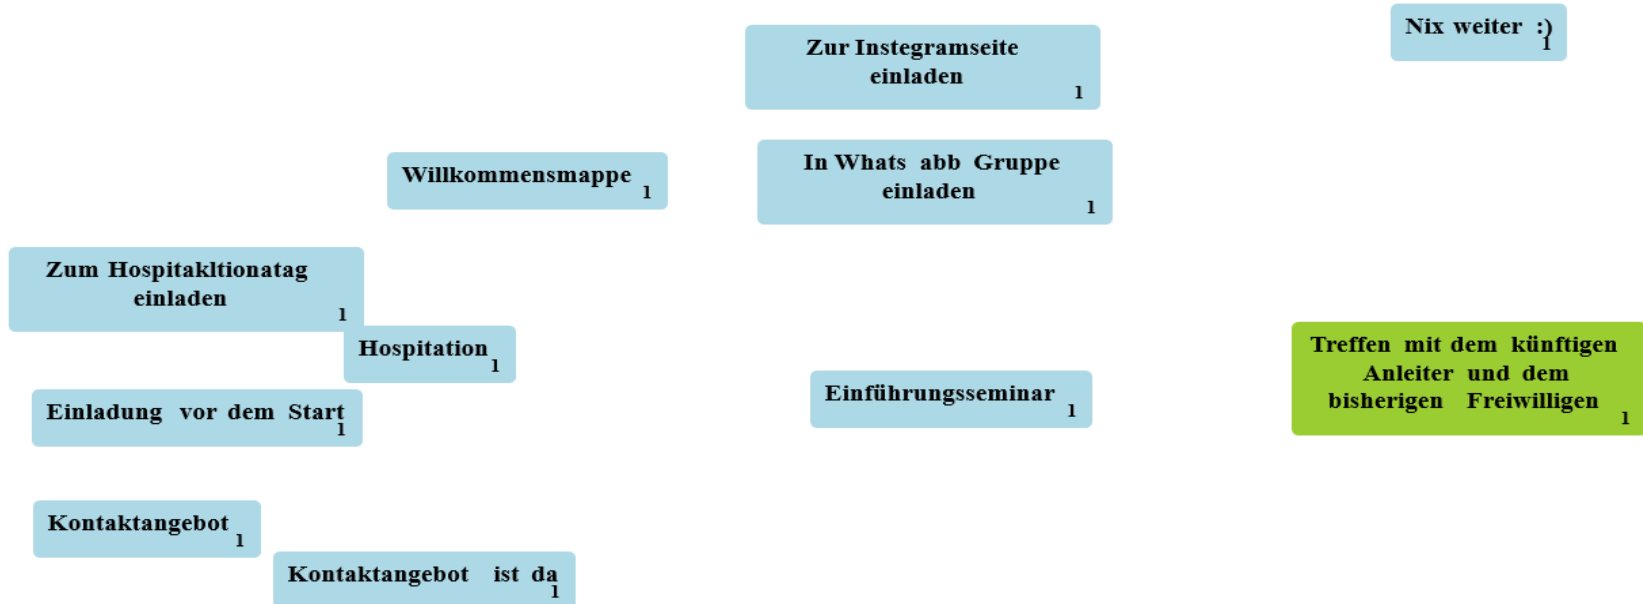 Nix weiter :)
1
Zur Instegramseite
einladen
1
In Whats abb Gruppe
einladen
1
Willkommensmappe
1
Zum Hospitakltionatag
einladen
1
Hospitation
1
Einladung vor dem Start
1
Einführungsseminar
1
Treffen mit dem künftigen
Anleiter und dem
bisherigen Freiwilligen
1
Kontaktangebot
1
Kontaktangebot ist da
1